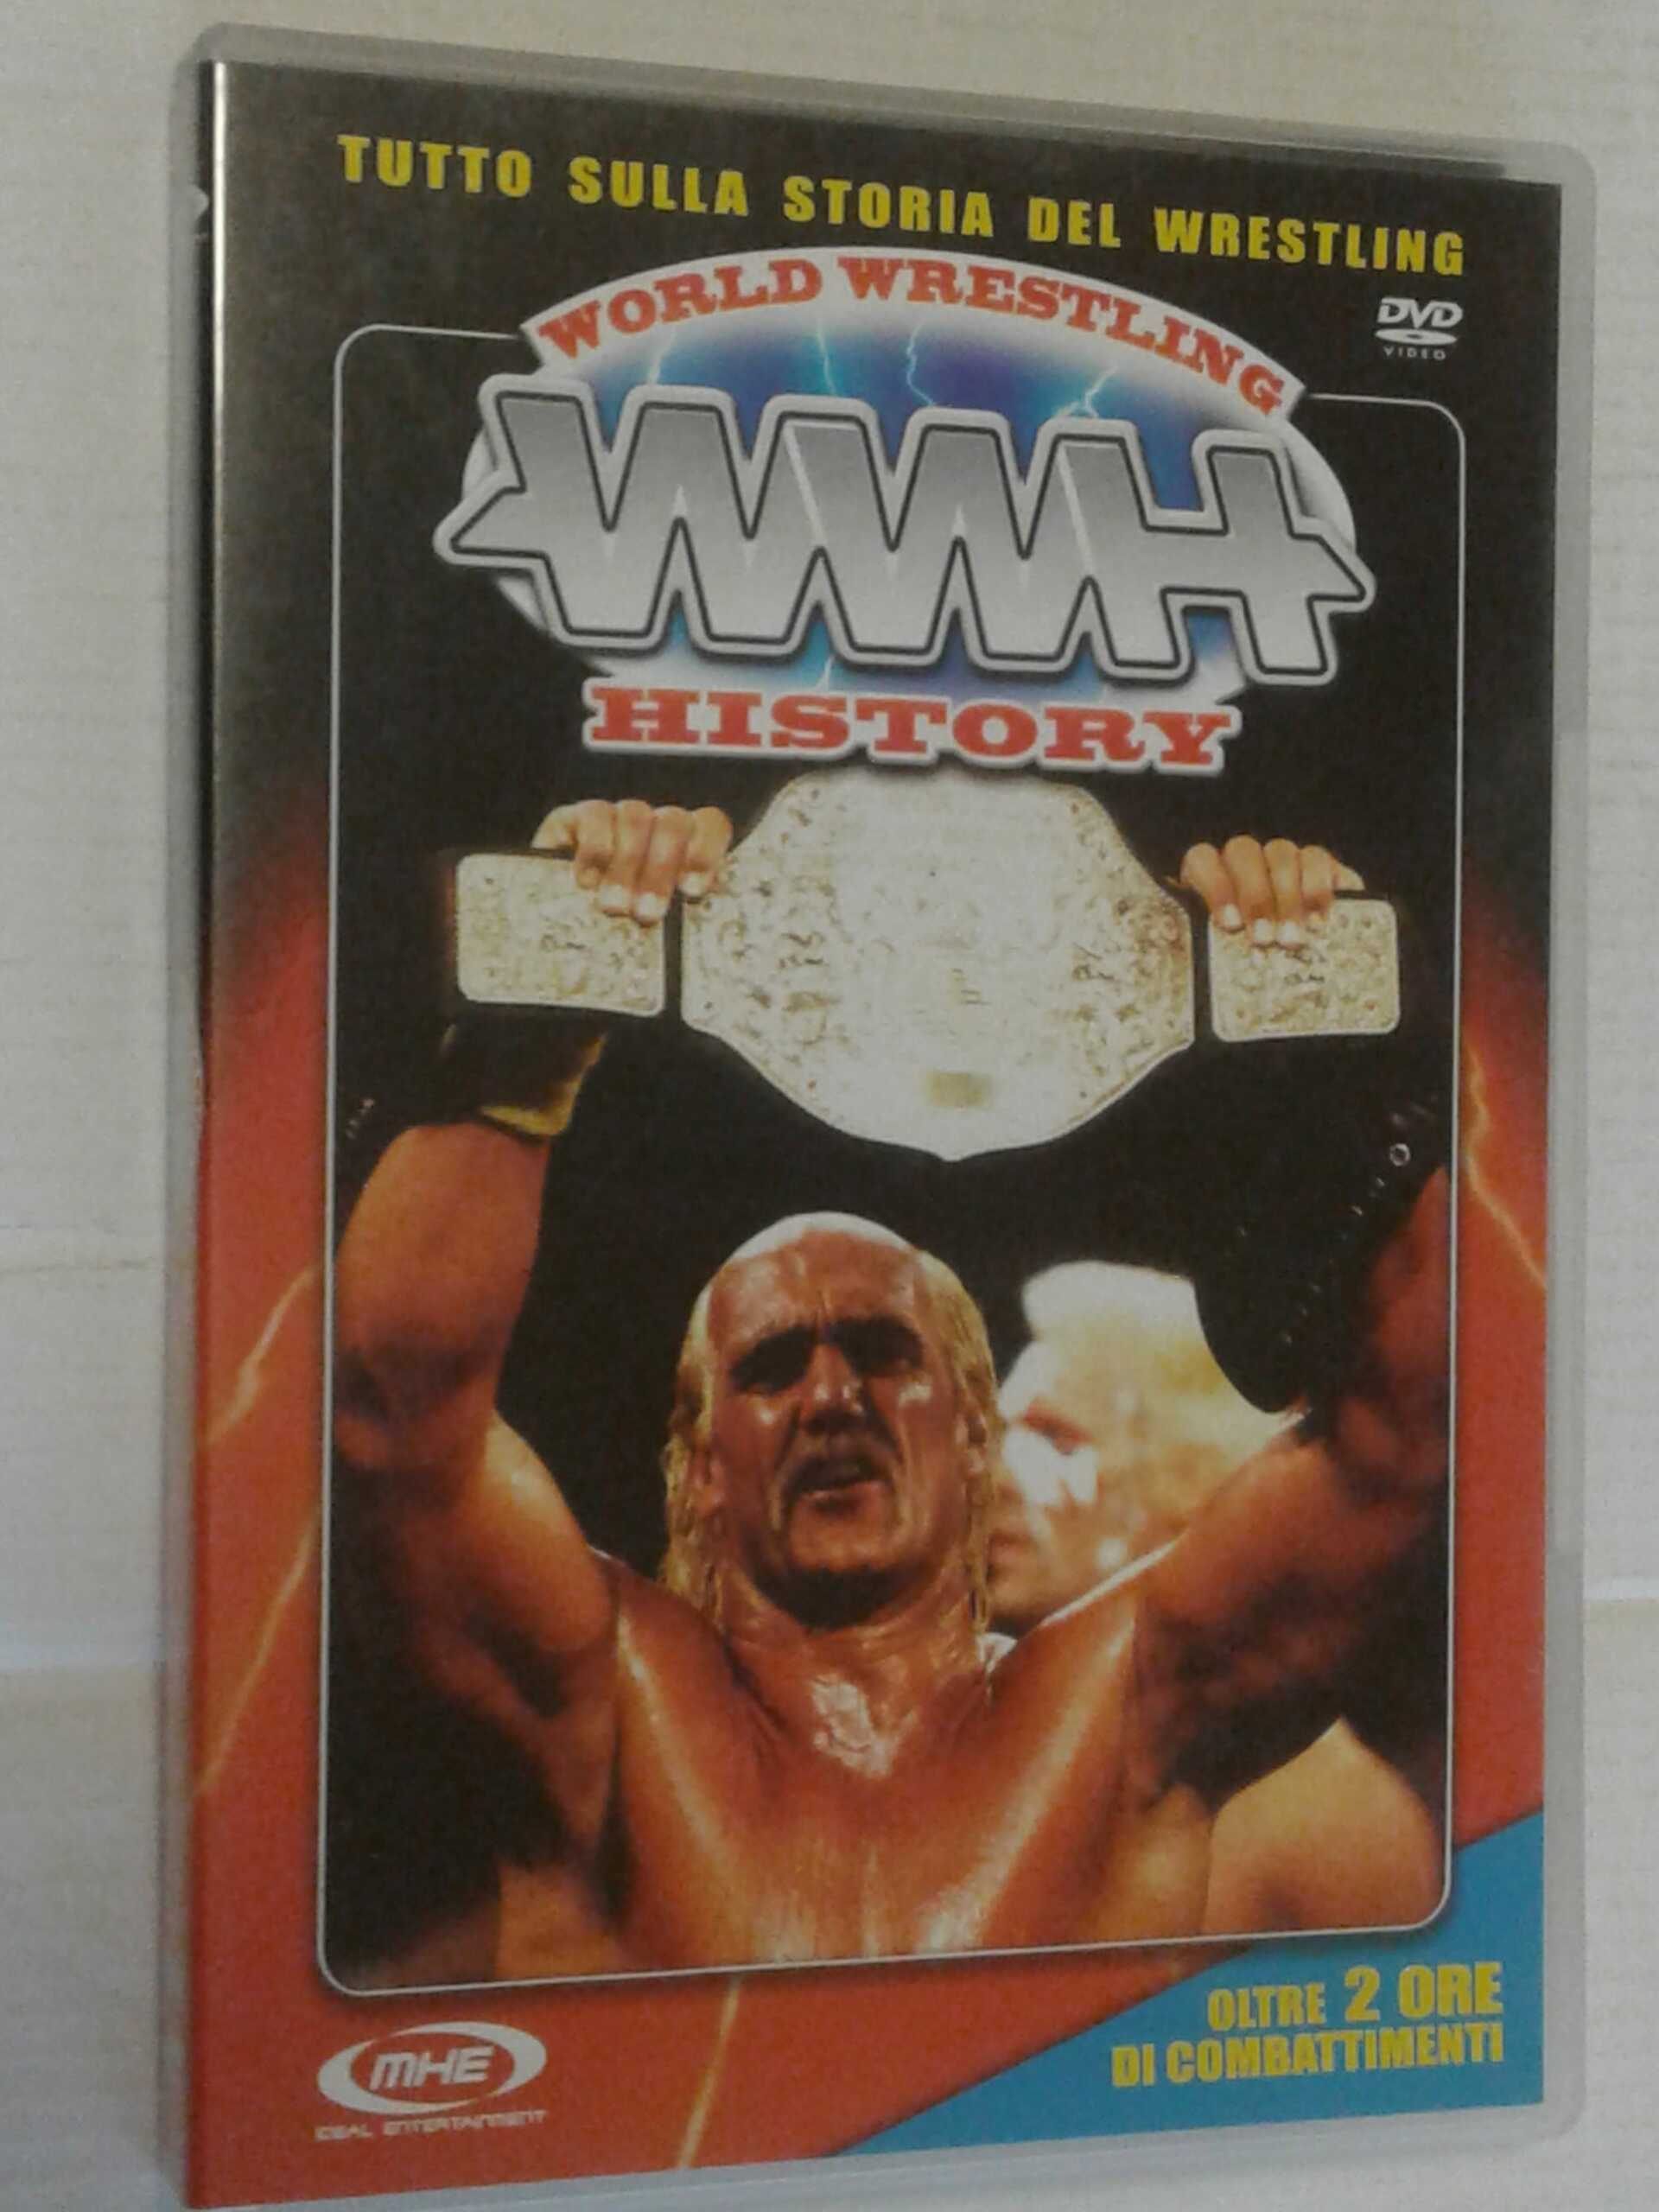 TUTTO SULLA STORIA DEL WRESTLING
DVD
VIDEO
WORLD WRESTLING
WWH
HISTORY
OLTRE 2 ORE
DI COMBATTIMENTI
MHE
IDEAL ENTERTAINMENT